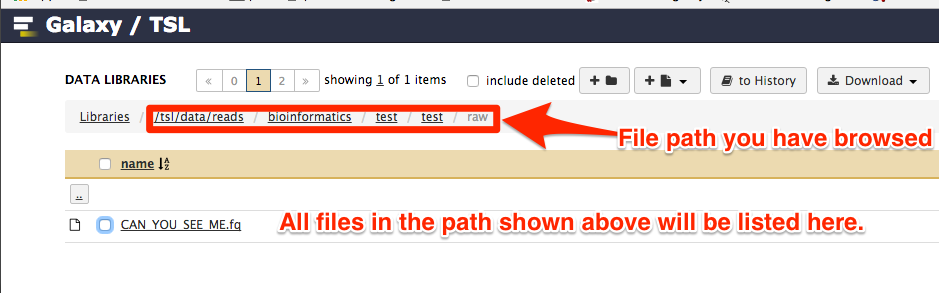 Galaxy / TSL
DATA LIBRARIES « 0 1 2 » showing 1 of 1 items include deleted + + to History Download
Libraries / /tsl/data/reads / bioinformatics / test / test / raw
File path you have browsed
name
..
CAN_YOU_SEE_ME.fq All files in the path shown above will be listed here.